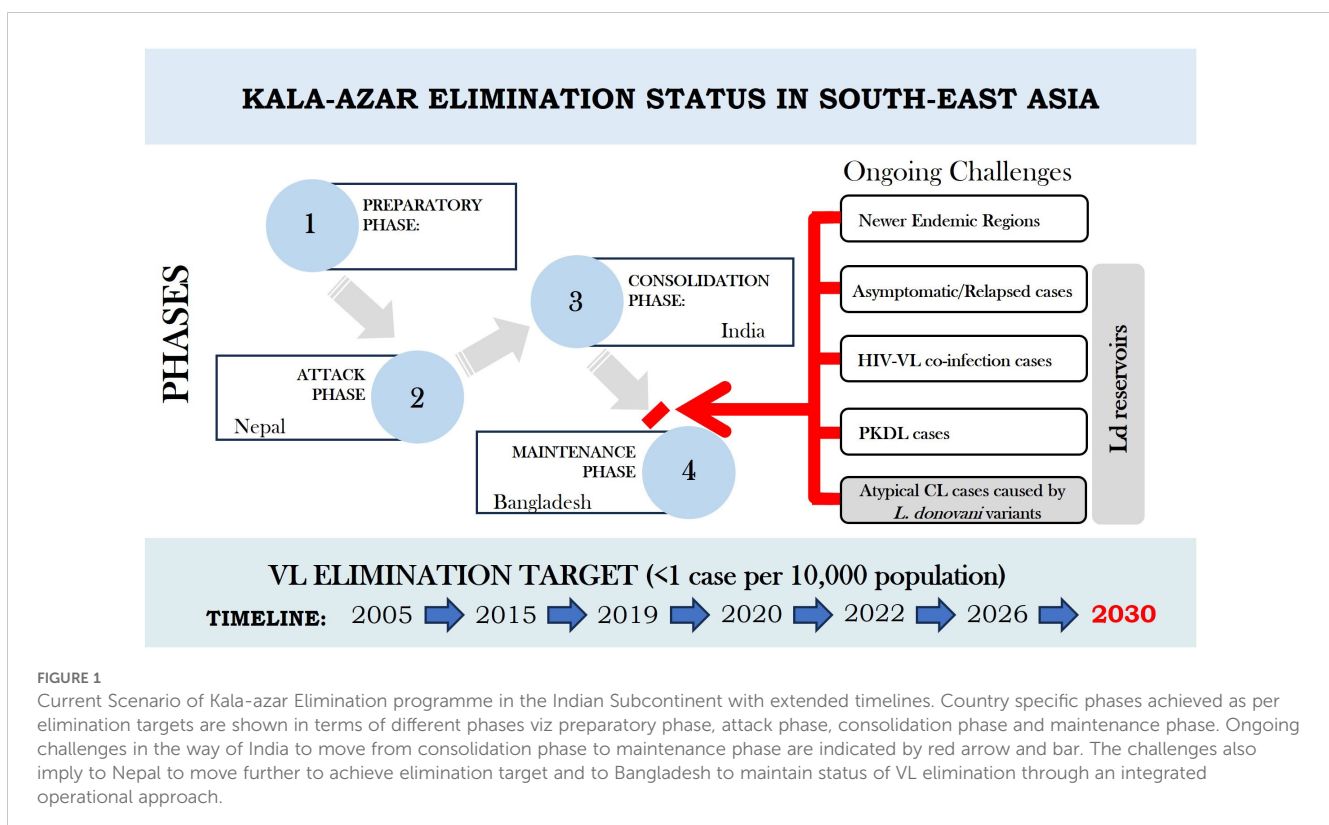 KALA-AZAR ELIMINATION STATUS IN SOUTH-EAST ASIA
PHASES
1
PREPARATORY
PHASE:
ATTACK
PHASE
2
Nepal
3
CONSOLIDATION
PHASE:
India
MAINTENANCE
PHASE
4
Bangladesh
Ongoing Challenges
Newer Endemic Regions
Asymptomatic/Relapsed cases
HIV-VL co-infection cases
PKDL cases
Atypical CL cases caused by
L. donovani variants
Ld reservoirs
VL ELIMINATION TARGET (<1 case per 10,000 population)
TIMELINE: 2005 2015 2019 2020 2022 2026 2030
FIGURE 1
Current Scenario of Kala-azar Elimination programme in the Indian Subcontinent with extended timelines. Country specific phases achieved as per
elimination targets are shown in terms of different phases viz preparatory phase, attack phase, consolidation phase and maintenance phase. Ongoing
challenges in the way of India to move from consolidation phase to maintenance phase are indicated by red arrow and bar. The challenges also
imply to Nepal to move further to achieve elimination target and to Bangladesh to maintain status of VL elimination through an integrated
operational approach.